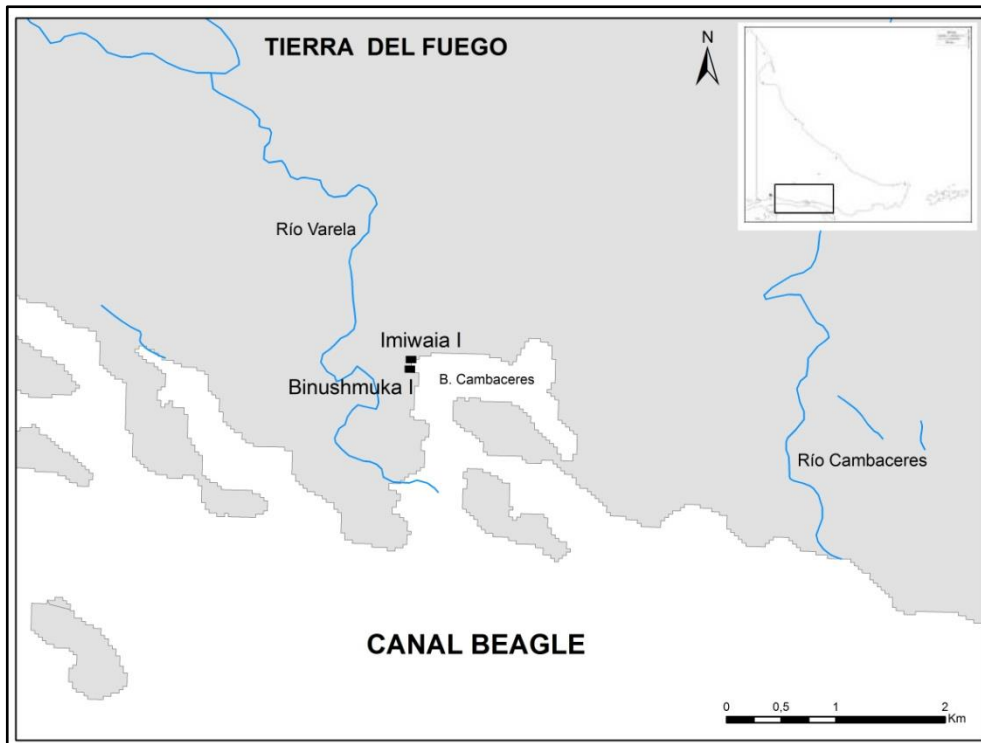 TIERRA DEL FUEGO
N
Río Varela
Imiwaia I
Binushmuka I
B. Cambaceres
Río Cambaceres
CANAL BEAGLE
0 0,5 1 2
Km